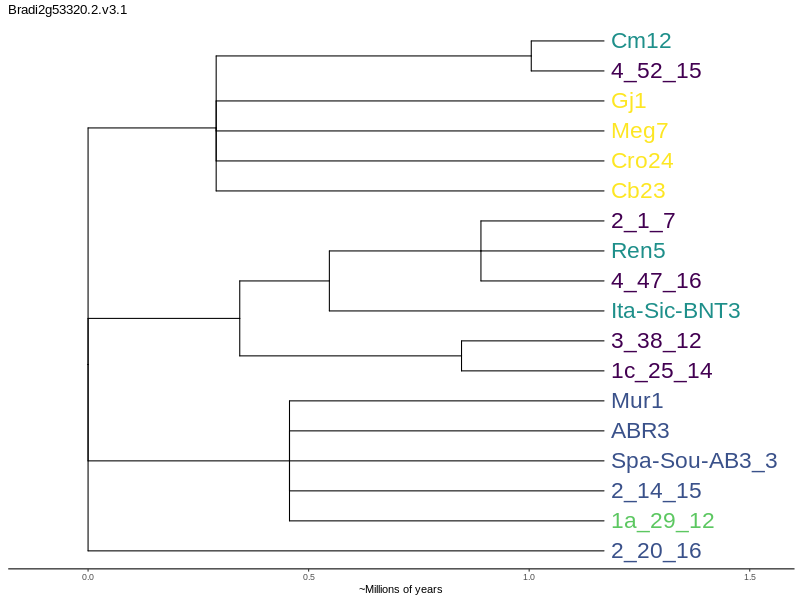 Bradi2g53320.2.v3.1
Cm12
4_52_15
Gj1
Meg7
Cro24
Cb23
2_1_7
Ren5
4_47_16
Ita-Sic-BNT3
3_38_12
1c_25_14
Mur1
ABR3
Spa-Sou-AB3_3
2_14_15
1a_29_12
2_20_16
0.0 0.5 1.0 1.5
~Millions of years